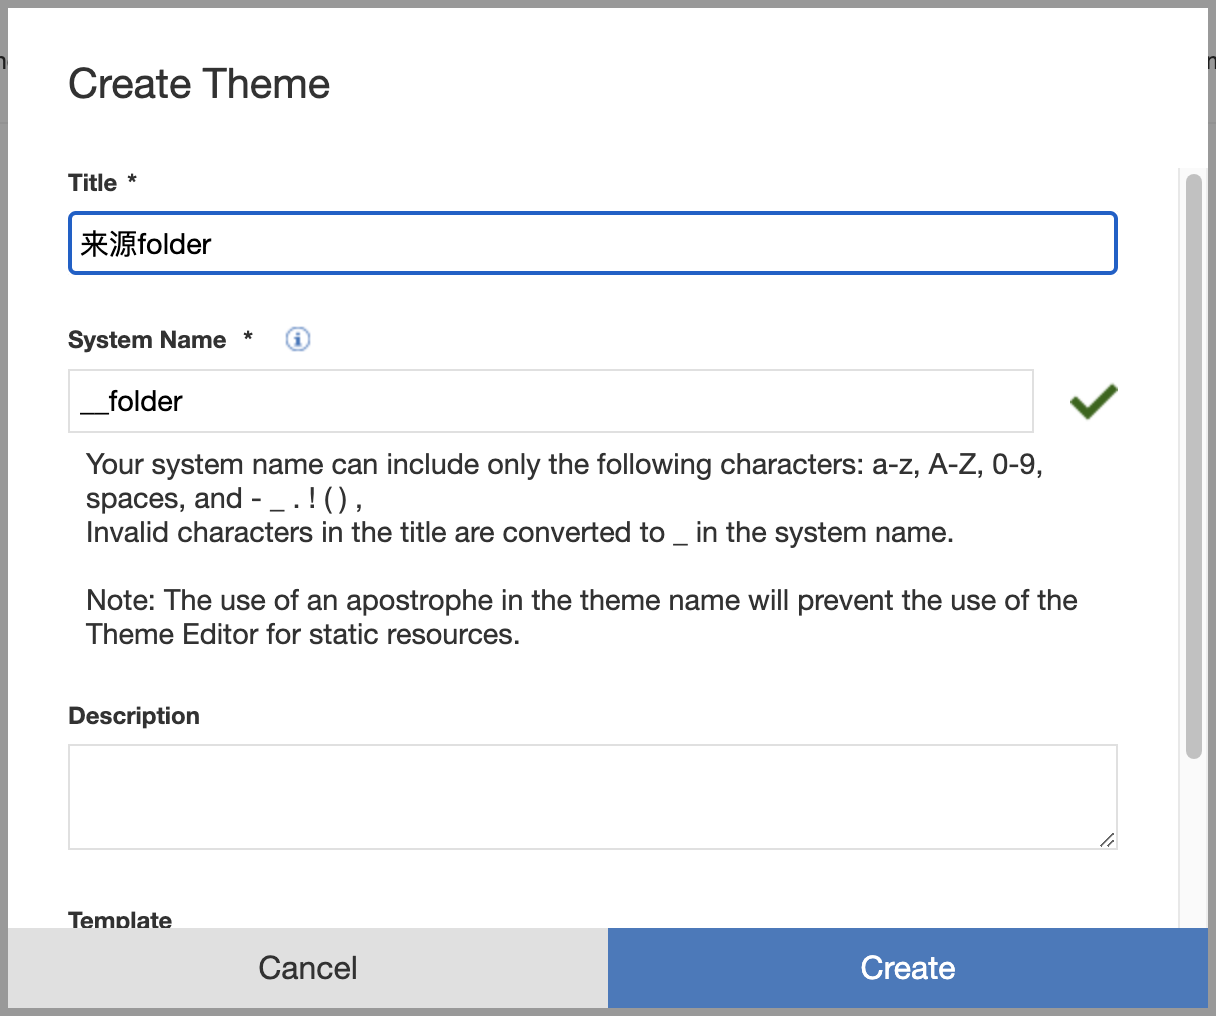 Create Theme
Title *
来源folder
System Name *
__folder
Your system name can include only the following characters: a-z, A-Z, 0-9,
spaces, and - _ . ! ( ) ,
Invalid characters in the title are converted to _ in the system name.
Note: The use of an apostrophe in the theme name will prevent the use of the
Theme Editor for static resources.
Description
Template
Cancel
Create